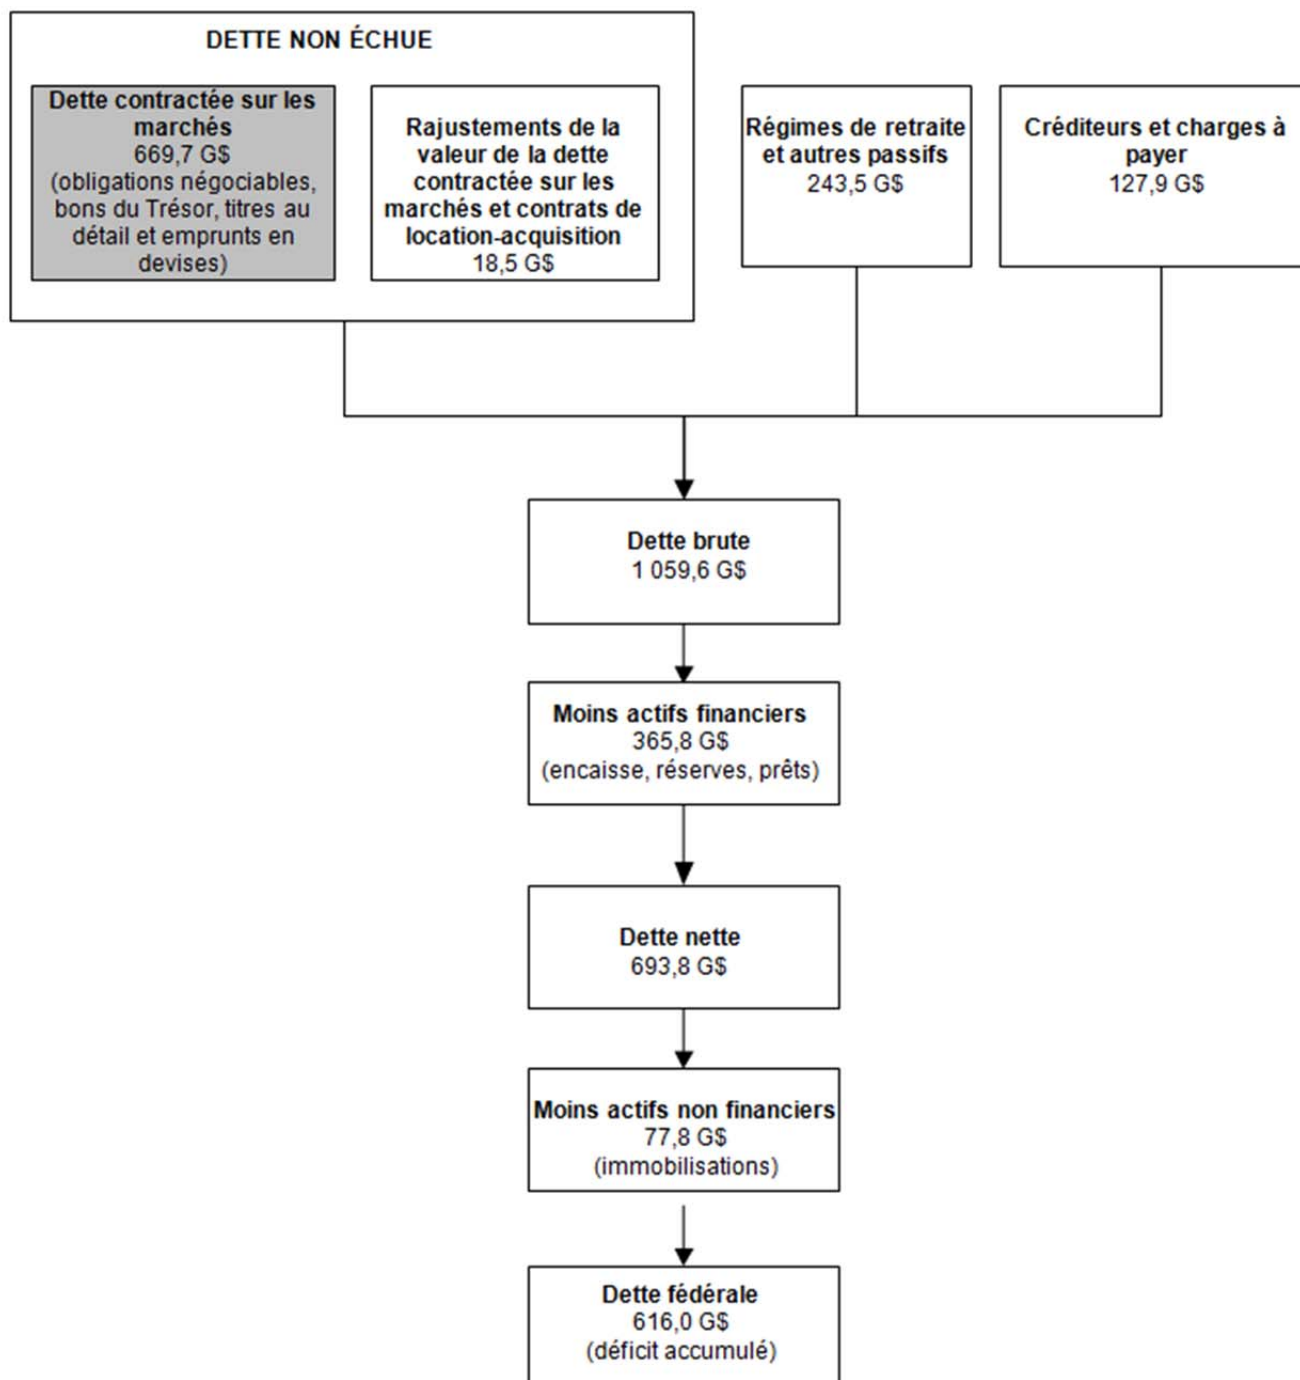 DETTE NON ÉCHUE
Dette contractée sur les
marchés
669,7 G$
(obligations négociables,
bons du Trésor, titres au
détail et emprunts en
devises)
Rajustements de la
valeur de la dette
contractée sur les
marchés et contrats de
location-acquisition
18,5 G$
Régimes de retraite
et autres passifs
243,5 G$
Créditeurs et charges à
payer
127,9 G$
Dette brute
1 059,6 G$
Moins actifs financiers
365,8 G$
(encaisse, réserves, prêts)
Dette nette
693,8 G$
Moins actifs non financiers
77,8 G$
(immobilisations)
Dette fédérale
616,0 G$
(déficit accumulé)